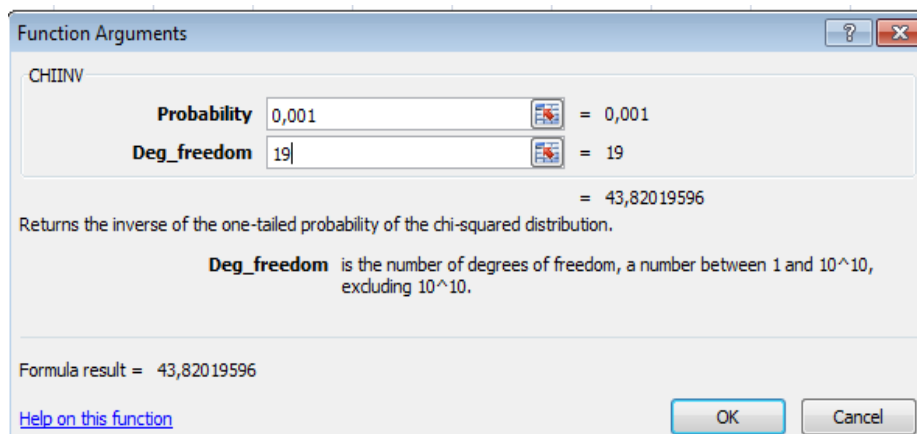 Function Arguments
CHIINV
Probability 0,001 = 0,001
Deg_freedom 19 = 19
= 43,82019596
Returns the inverse of the one-tailed probability of the chi-squared distribution.
Deg_freedom is the number of degrees of freedom, a number between 1 and 10^10,
excluding 10^10.
Formula result = 43,82019596
Help on this function OK Cancel